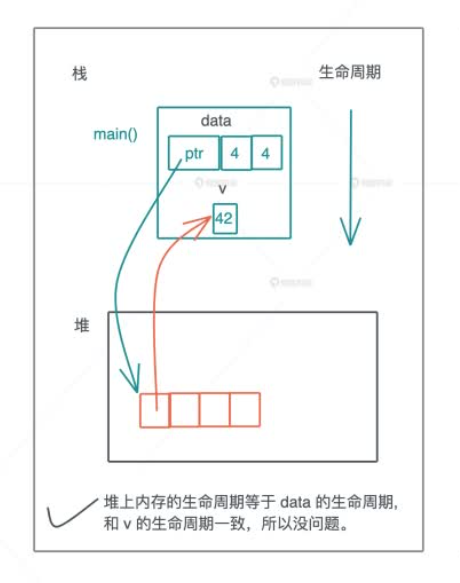 栈
生命周期
main()
data
ptr 4 4
v
42
堆
堆上内存的生命周期等于 data 的生命周期,
和 v 的生命周期一致，所以没问题。